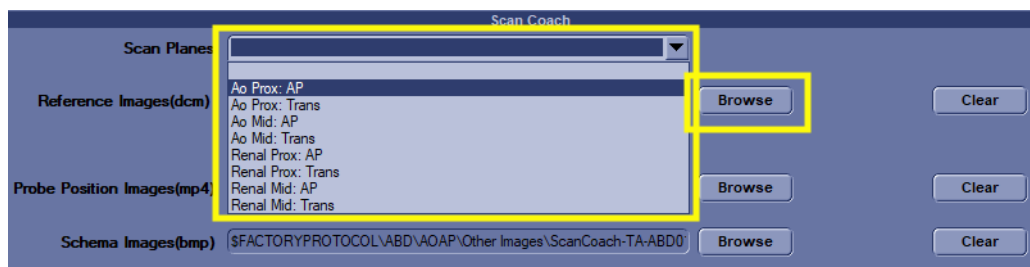 Scan Coach
Scan Planes
Ao Prox: AP
Reference Images(dcm)
Browse
Clear
Ao Prox: Trans
Ao Mid: AP
Ao Mid: Trans
Renal Prox: AP
Renal Prox: Trans
Probe Position Images(mp4)
Renal Mid: AP
Browse
Clear
Renal Mid: Trans
Schema Images(bmp)
$FACTORYPROTOCOL\ABD\AOAP\Other Images\ScanCoach-TA-ABD0
Browse
Clear